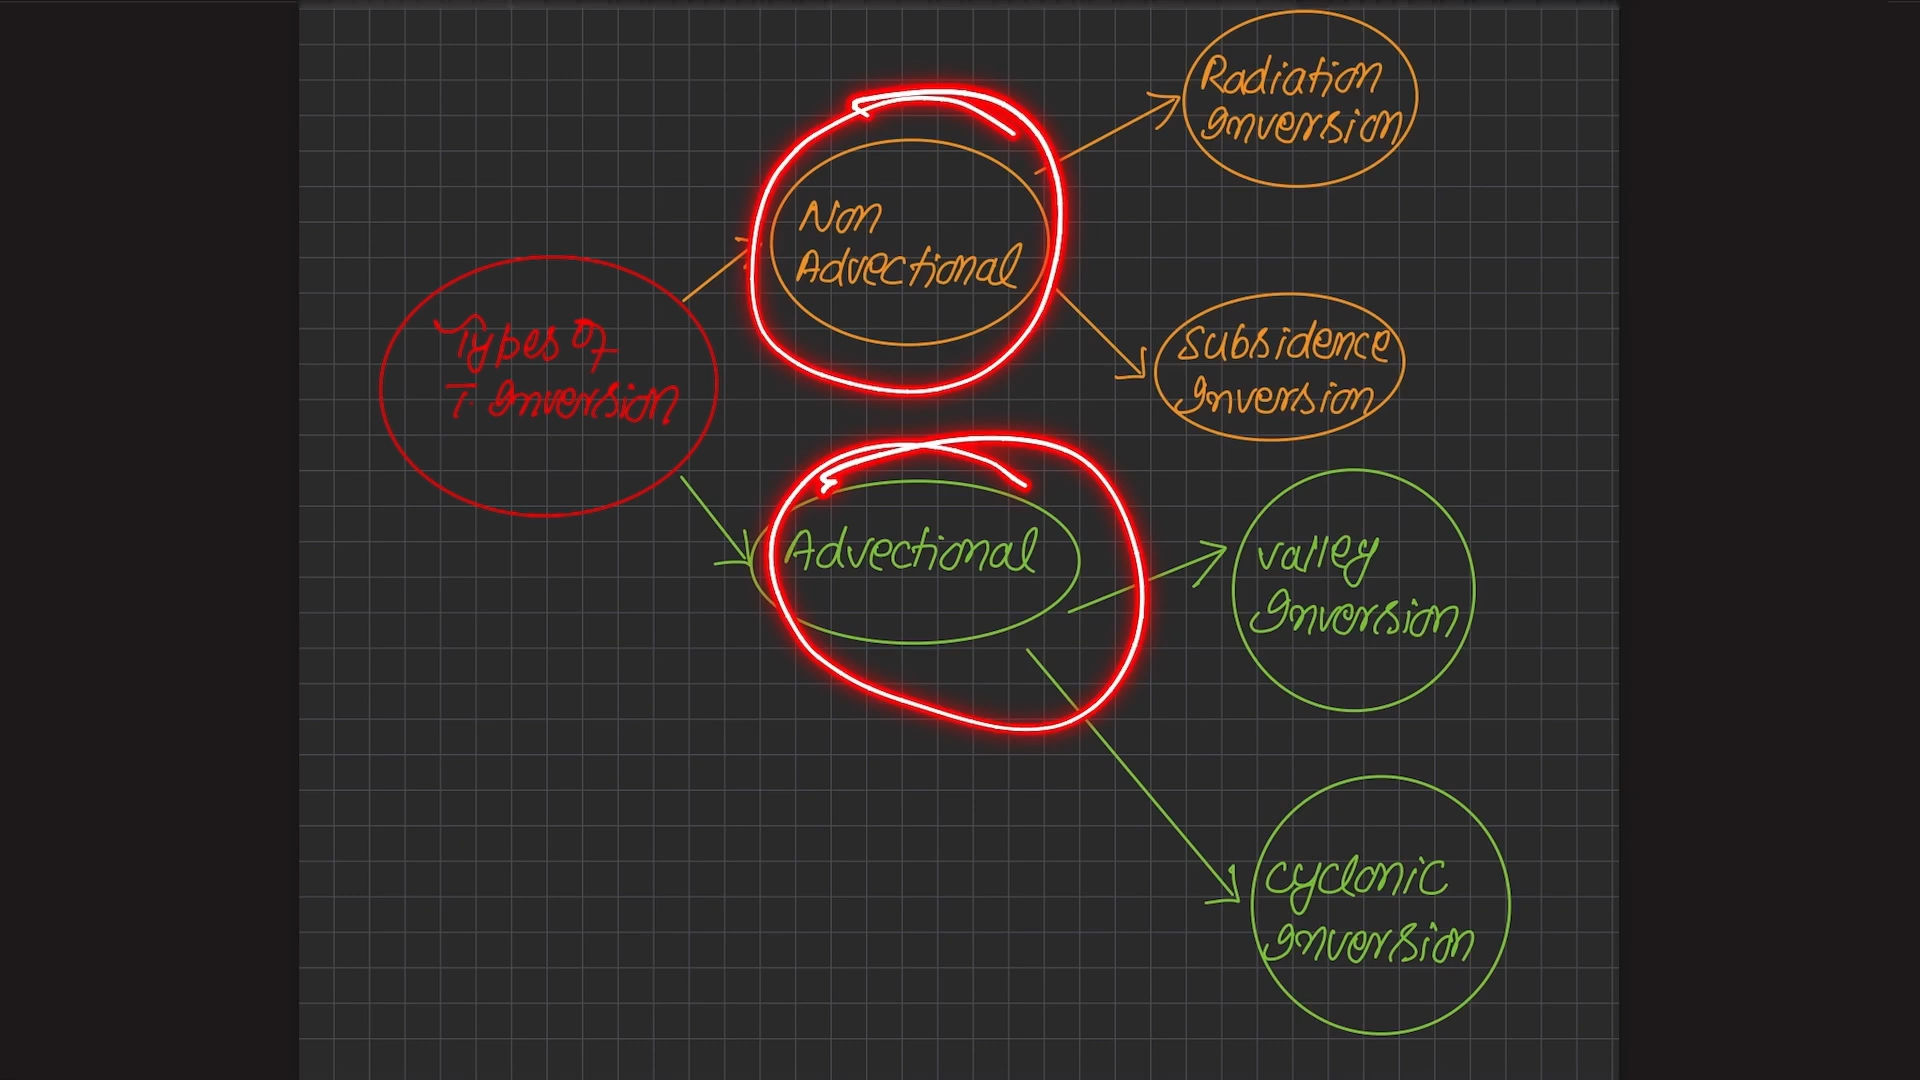 Types of
T. Inversion
Non
Advectional
Radiation
Inversion
Subsidence
Inversion
Advectional
valley
Inversion
cyclonic
Inversion